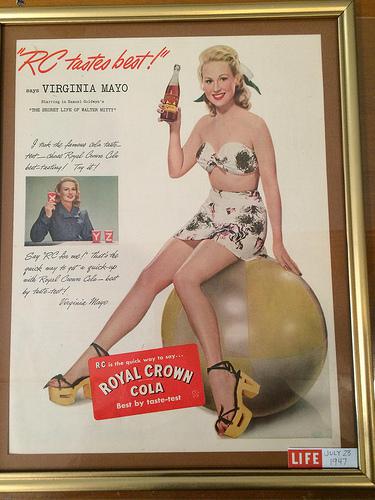 "RC tastes best!"
says VIRGINIA MAYO
Starring in Samuel Goldwyn's
"THE SECRET LIFE OF WALTER MITTY"
I took the famous cola taste-
test—chose Royal Crown Cola
best-tasting! Try it!
X
Y Z
Say "RC for me!" That's the
quick way to get a quick-up
with Royal Crown Cola—best
by taste-test!
Virginia Mayo
RC is the quick way to say...
ROYAL CROWN
COLA
Best by taste-test
LIFE
JULY 28
1947